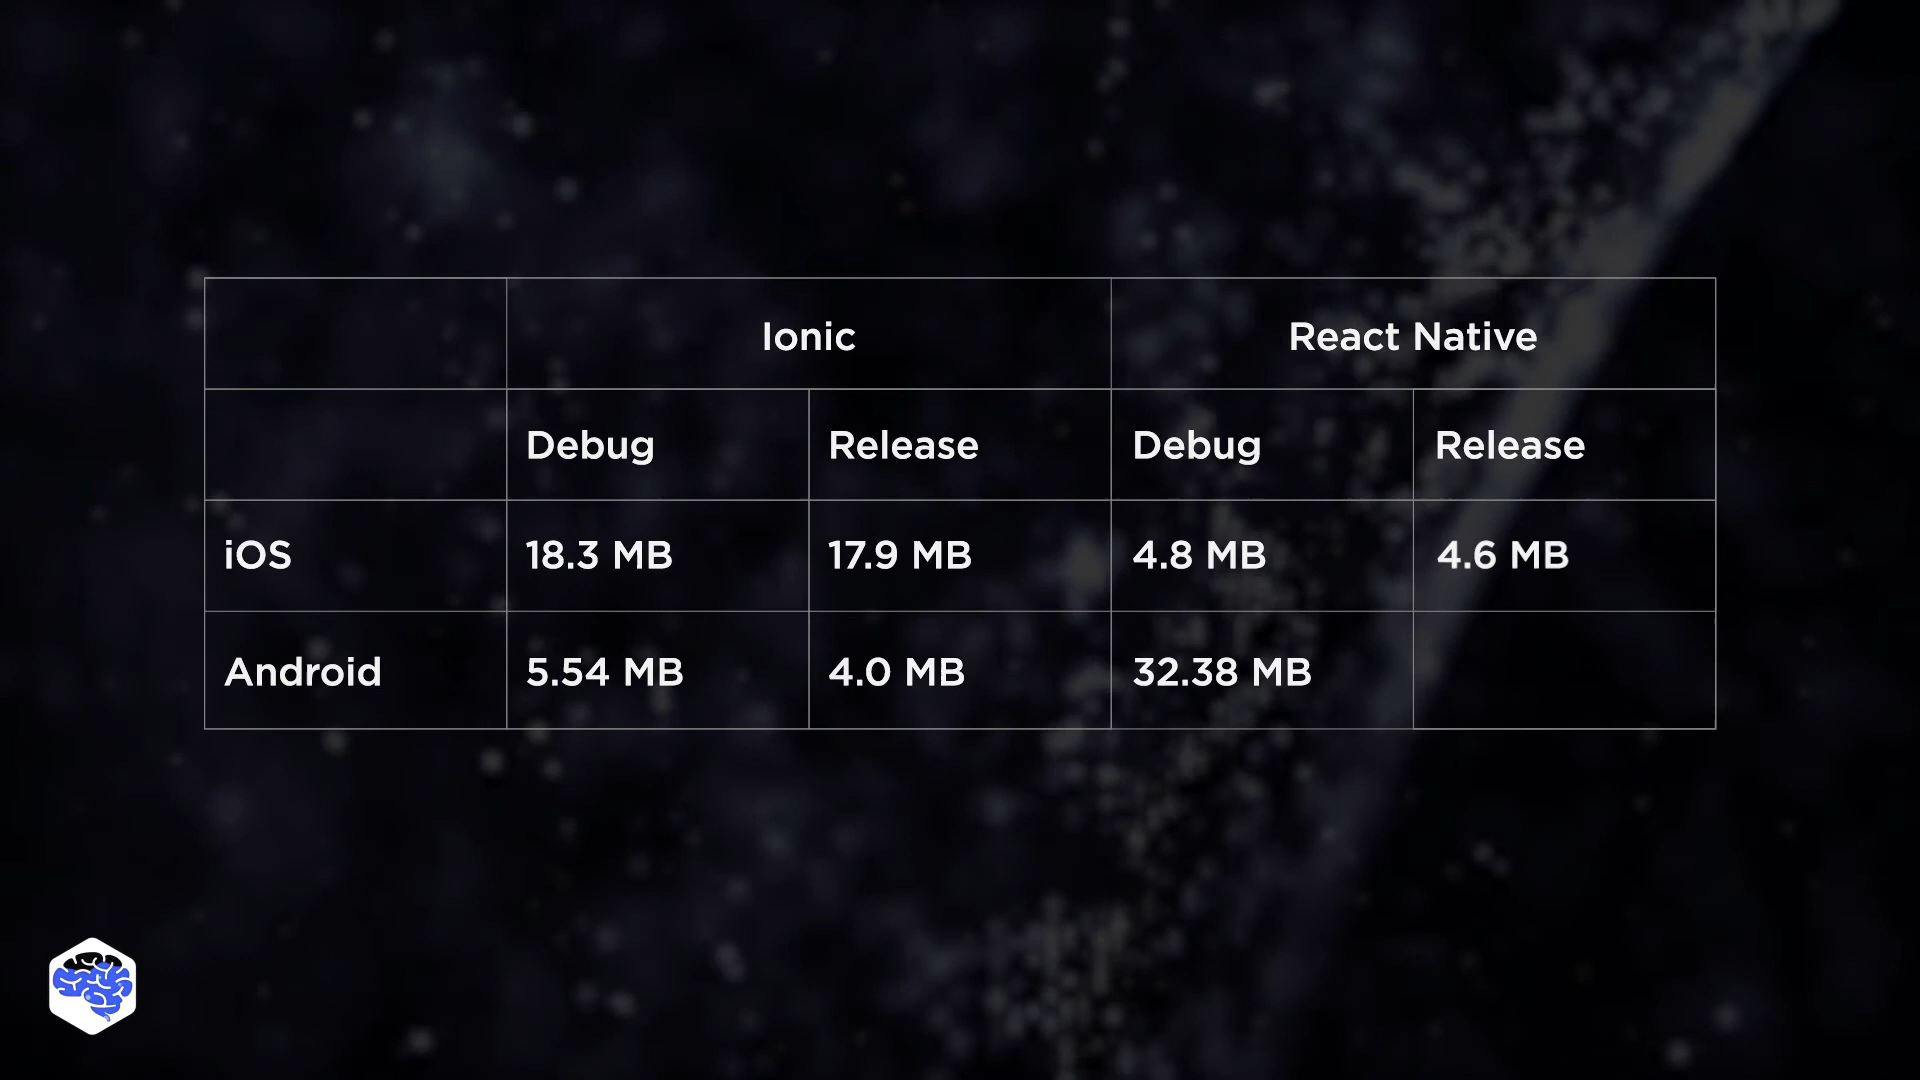 Ionic React Native
Debug Release Debug Release
iOS 18.3 MB 17.9 MB 4.8 MB 4.6 MB
Android 5.54 MB 4.0 MB 32.38 MB